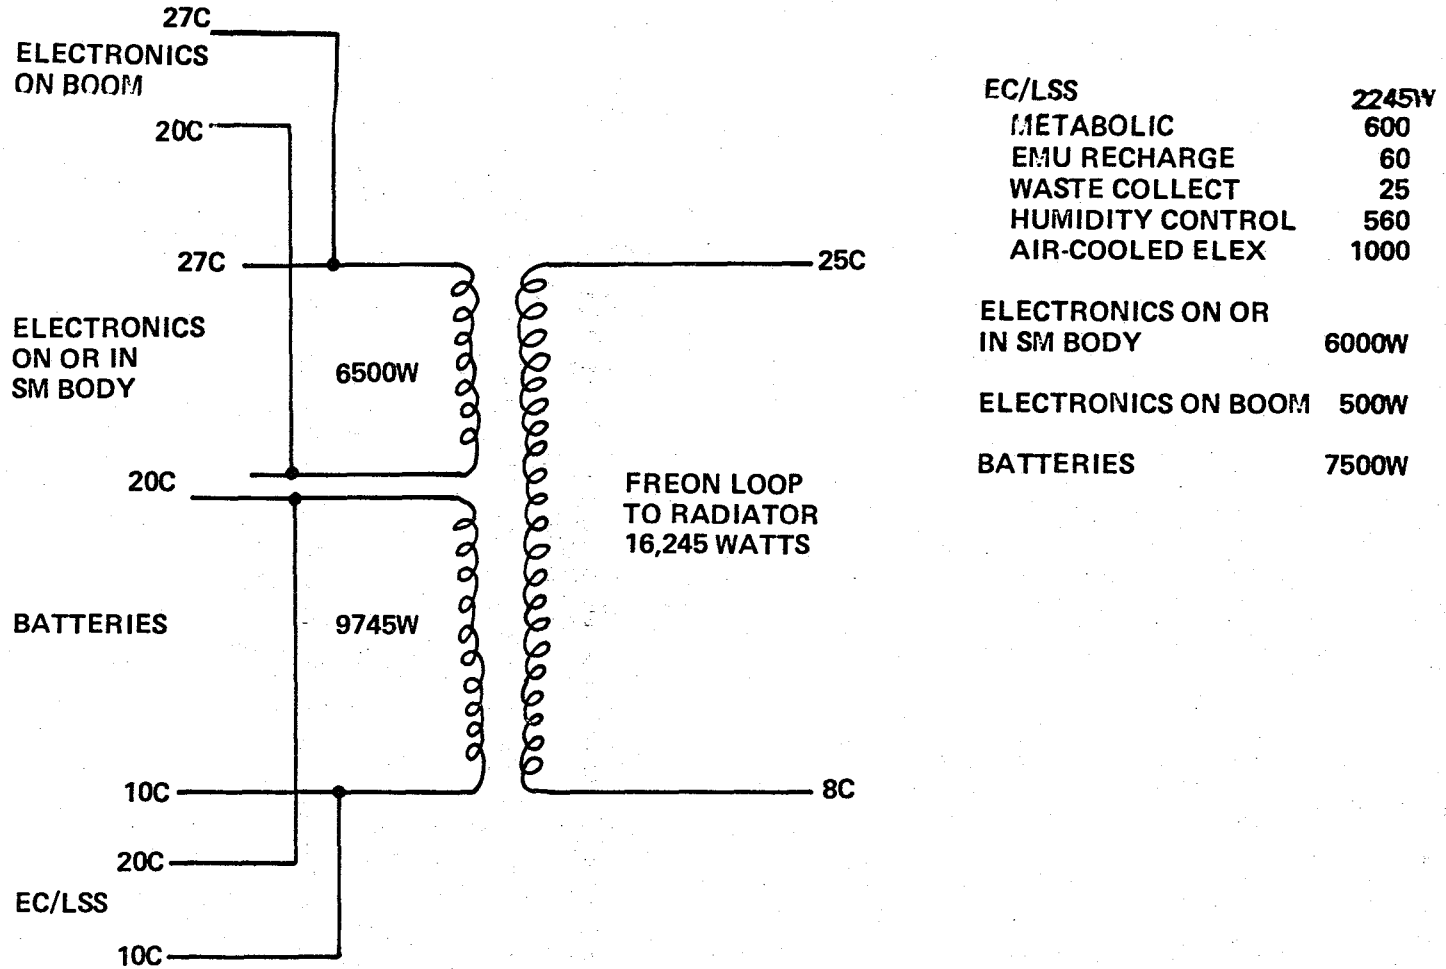 27C
ELECTRONICS
ON BOOM
20C
27C
ELECTRONICS
ON OR IN
SM BODY
6500W
20C
BATTERIES
9745W
10C
20C
EC/LSS
10C
25C
FREON LOOP
TO RADIATOR
16,245 WATTS
8C
EC/LSS 2245W
METABOLIC 600
EMU RECHARGE 60
WASTE COLLECT 25
HUMIDITY CONTROL 560
AIR-COOLED ELEX 1000
ELECTRONICS ON OR
IN SM BODY 6000W
ELECTRONICS ON BOOM 500W
BATTERIES 7500W